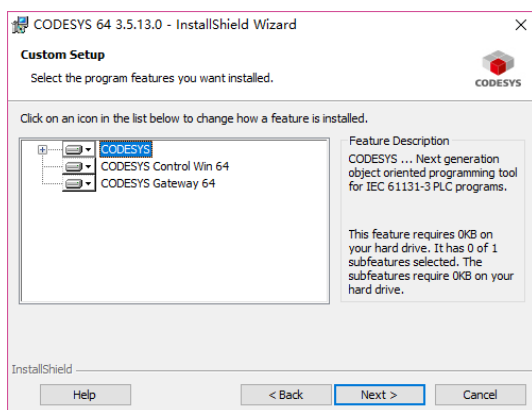 CODESYS 64 3.5.13.0 - InstallShield Wizard
Custom Setup
Select the program features you want installed.
CODESYS
Click on an icon in the list below to change how a feature is installed.
CODESYS
CODESYS Control Win 64
CODESYS Gateway 64
Feature Description
CODESYS ... Next generation
object oriented programming tool
for IEC 61131-3 PLC programs.
This feature requires 0KB on
your hard drive. It has 0 of 1
subfeatures selected. The
subfeatures require 0KB on your
hard drive.
InstallShield
Help
< Back
Next >
Cancel